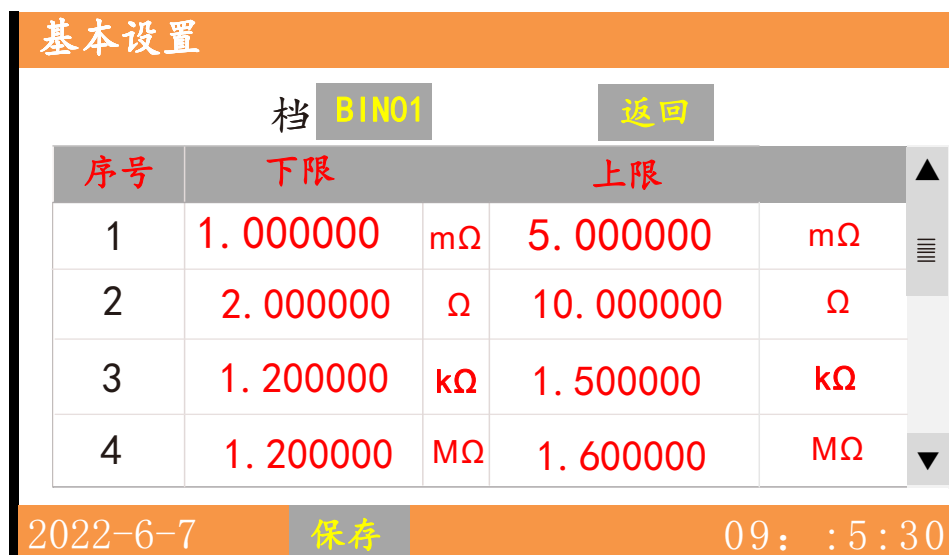 基本设置
档 BIN01 返回
序号 下限 上限
1 1.000000 mΩ 5.000000 mΩ
2 2.000000 Ω 10.000000 Ω
3 1.200000 kΩ 1.500000 kΩ
4 1.200000 MΩ 1.600000 MΩ
2022-6-7 保存 09：:5:30